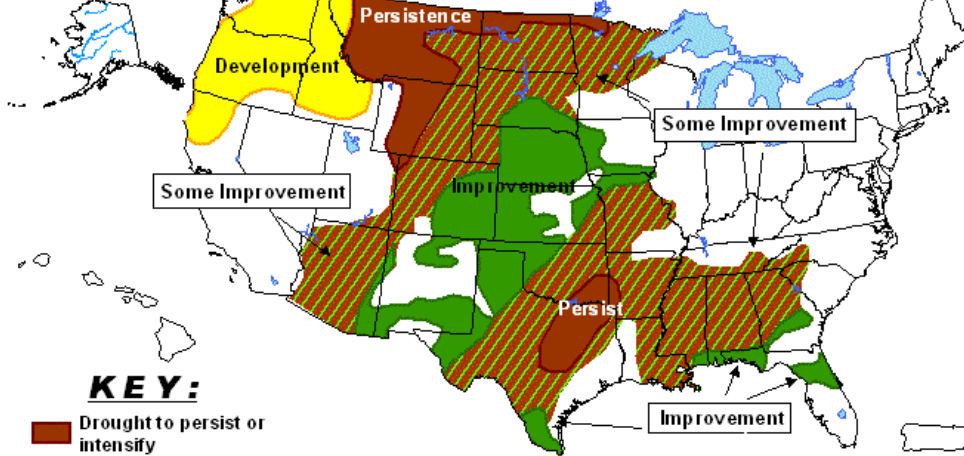 Persistence
Development
Some Improvement
Some Improvement
Improvement
Persist
KEY:
Improvement
Drought to persist or
intensify